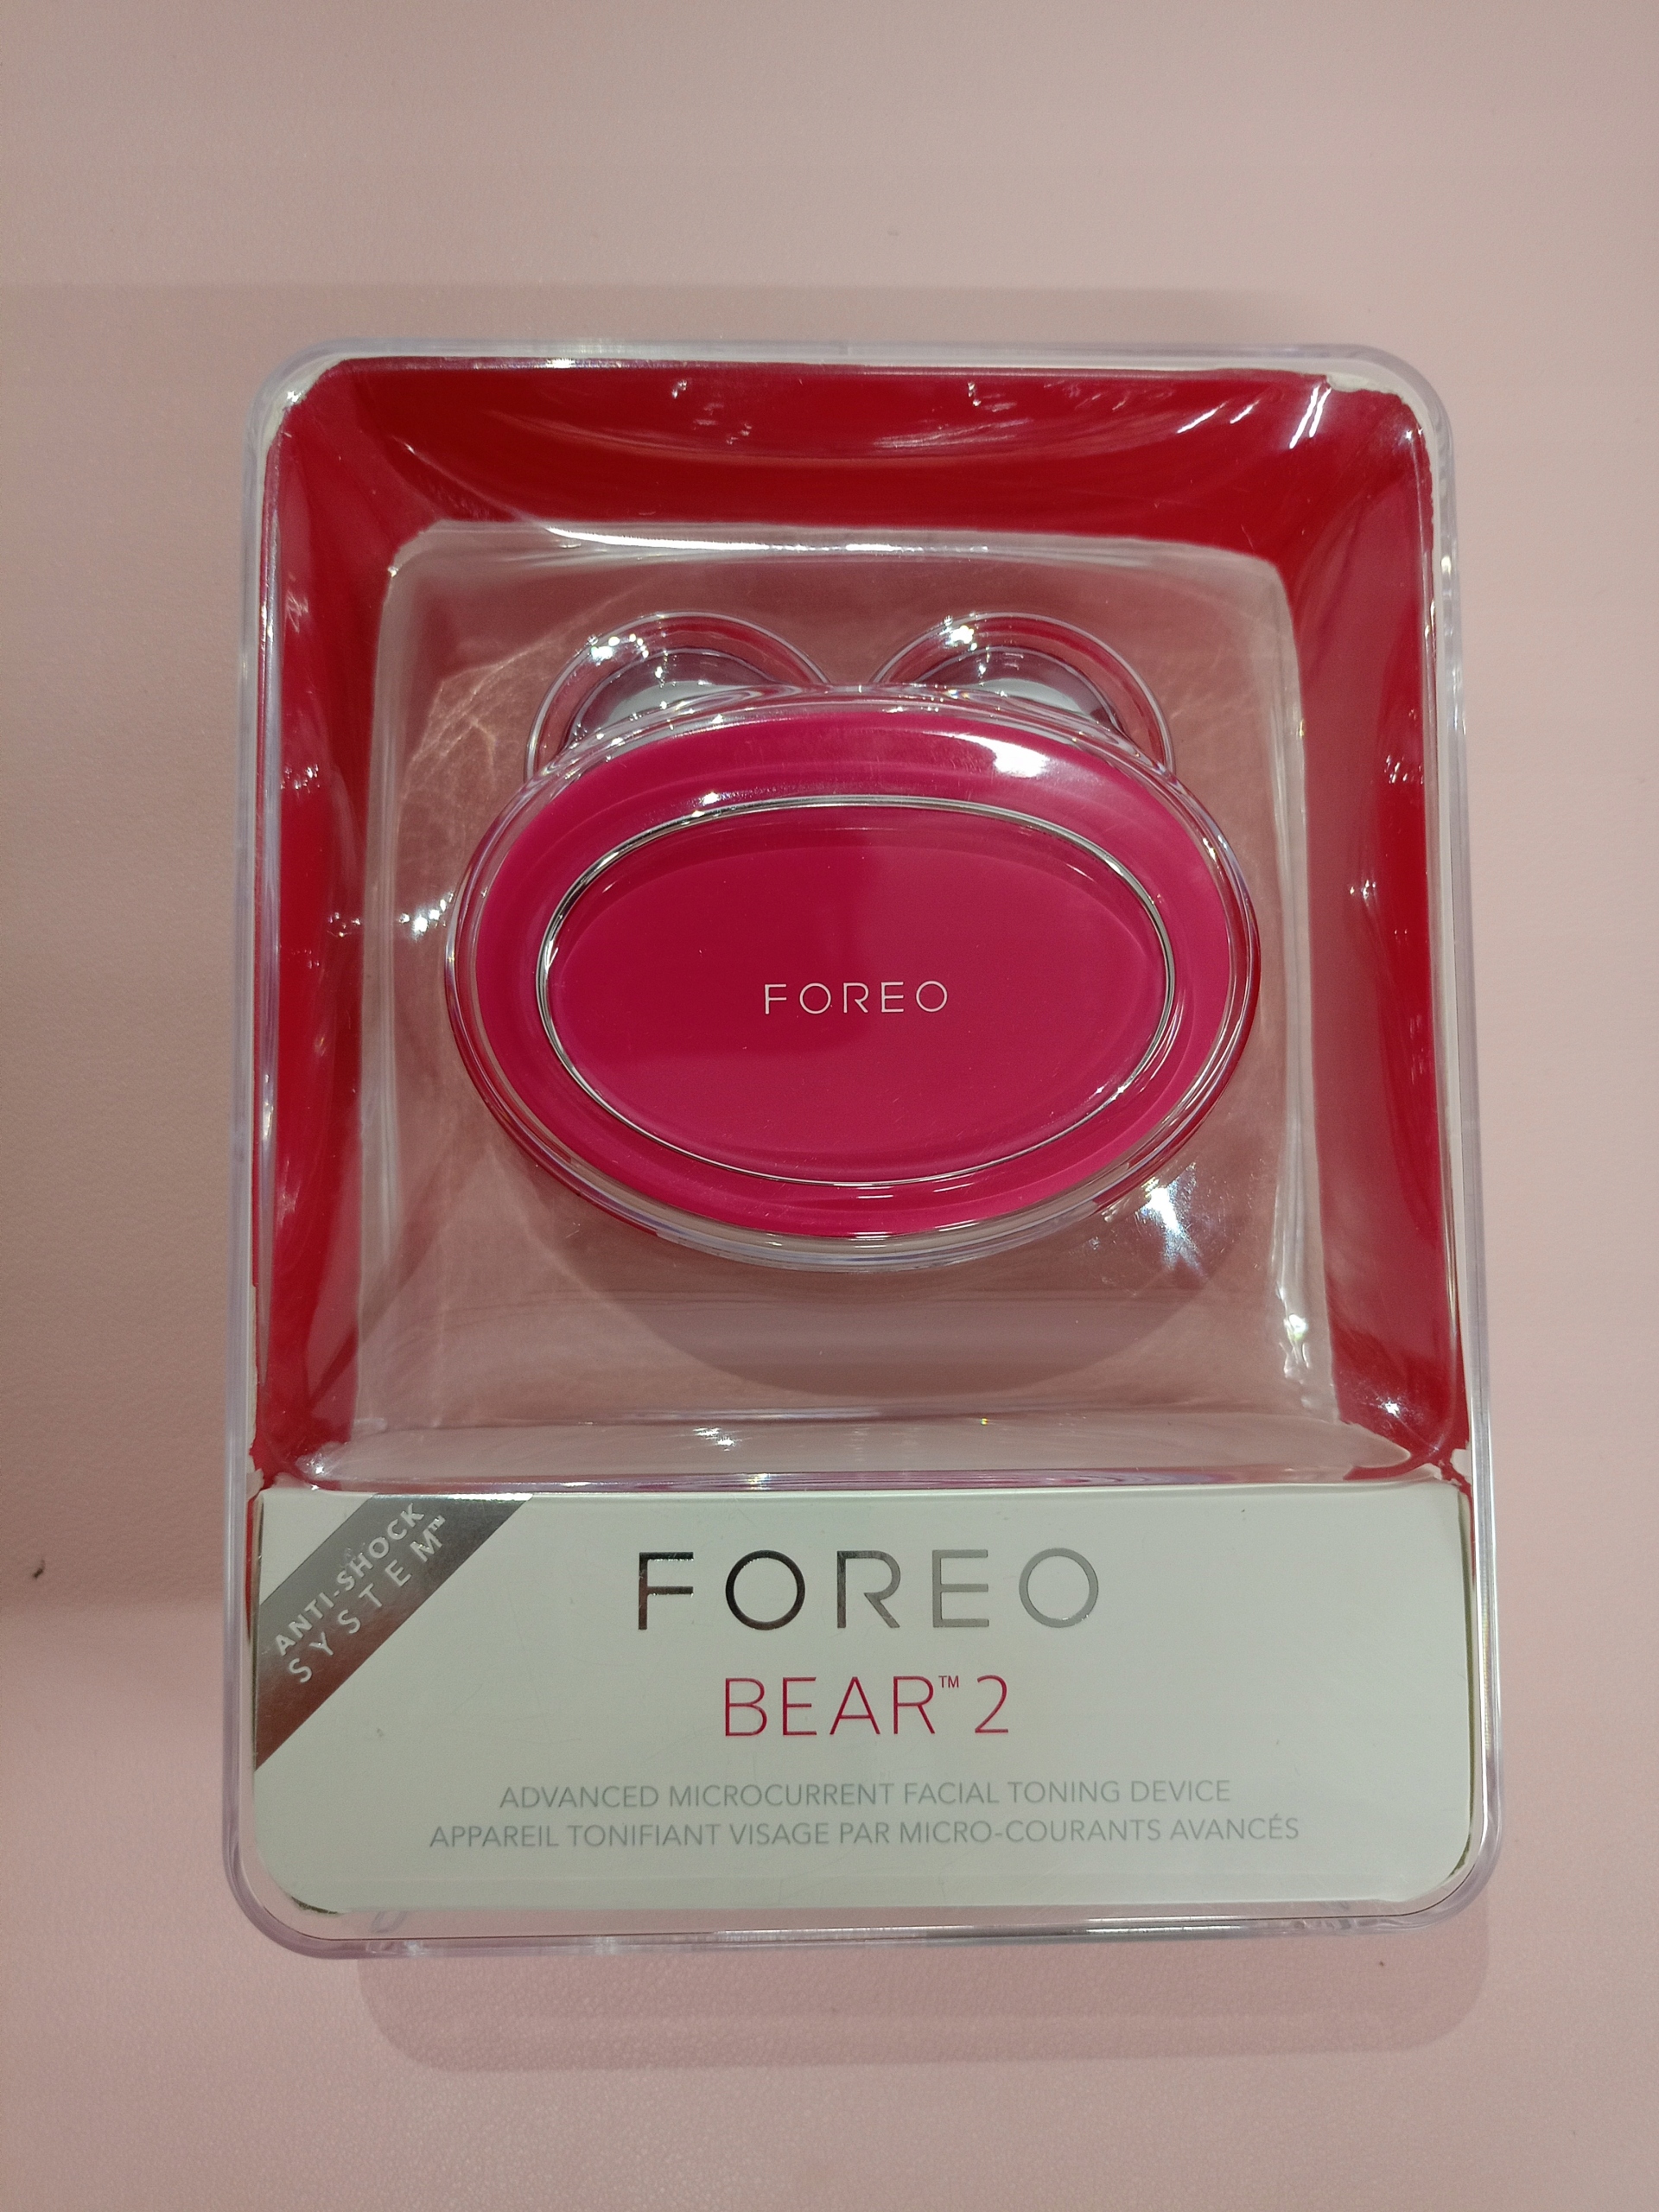 FOREO
ANTI-SHOCK
SYSTEM™
FOREO
BEAR™ 2
ADVANCED MICROCURRENT FACIAL TONING DEVICE
APPAREIL TONIFIANT VISAGE PAR MICRO-COURANTS AVANCÉS